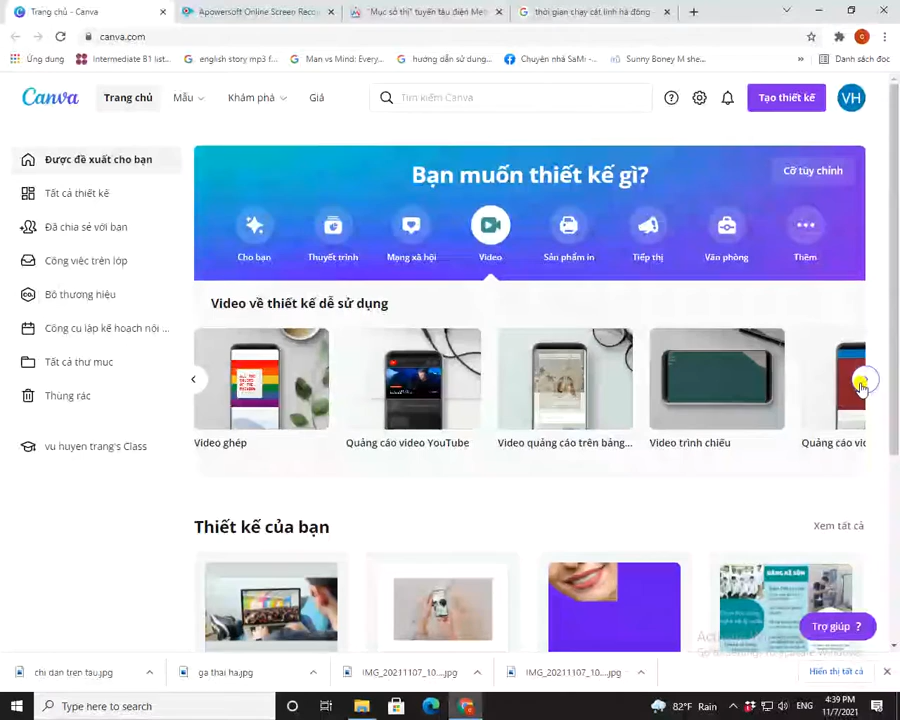 Trang chủ - Canva
Apowersoft Online Screen Reco
"Mục sở thị" tuyến tàu điện Met
thời gian chạy cát linh hà đông
canva.com
Ứng dụng
Intermediate B1 list...
english story mp3 f...
Man vs Mind: Every...
hướng dẫn sử dụng...
Chuyện nhà SaMi -...
Sunny Boney M she...
Danh sách đọc
Canva
Trang chủ
Mẫu
Khám phá
Giá
Tìm kiếm Canva
Tạo thiết kế
VH
Được đề xuất cho bạn
Tất cả thiết kế
Đã chia sẻ với bạn
Công việc trên lớp
Bộ thương hiệu
Công cụ lập kế hoạch nội ...
Tất cả thư mục
Thùng rác
vu huyen trang's Class
Bạn muốn thiết kế gì?
Cỡ tùy chỉnh
Cho bạn
Thuyết trình
Mạng xã hội
Video
Sản phẩm in
Tiếp thị
Văn phòng
Thêm
Video về thiết kế dễ sử dụng
Video ghép
Quảng cáo video YouTube
Video quảng cáo trên bảng...
Video trình chiếu
Quảng cáo vid
Thiết kế của bạn
Xem tất cả
ĐĂNG KÝ SỚM
Trợ giúp ?
chi dan tren tau.jpg
ga thai ha.jpg
IMG_20211107_10....jpg
IMG_20211107_10....jpg
Hiển thị tất cả
Type here to search
82°F Rain
ENG
4:39 PM
11/7/2021